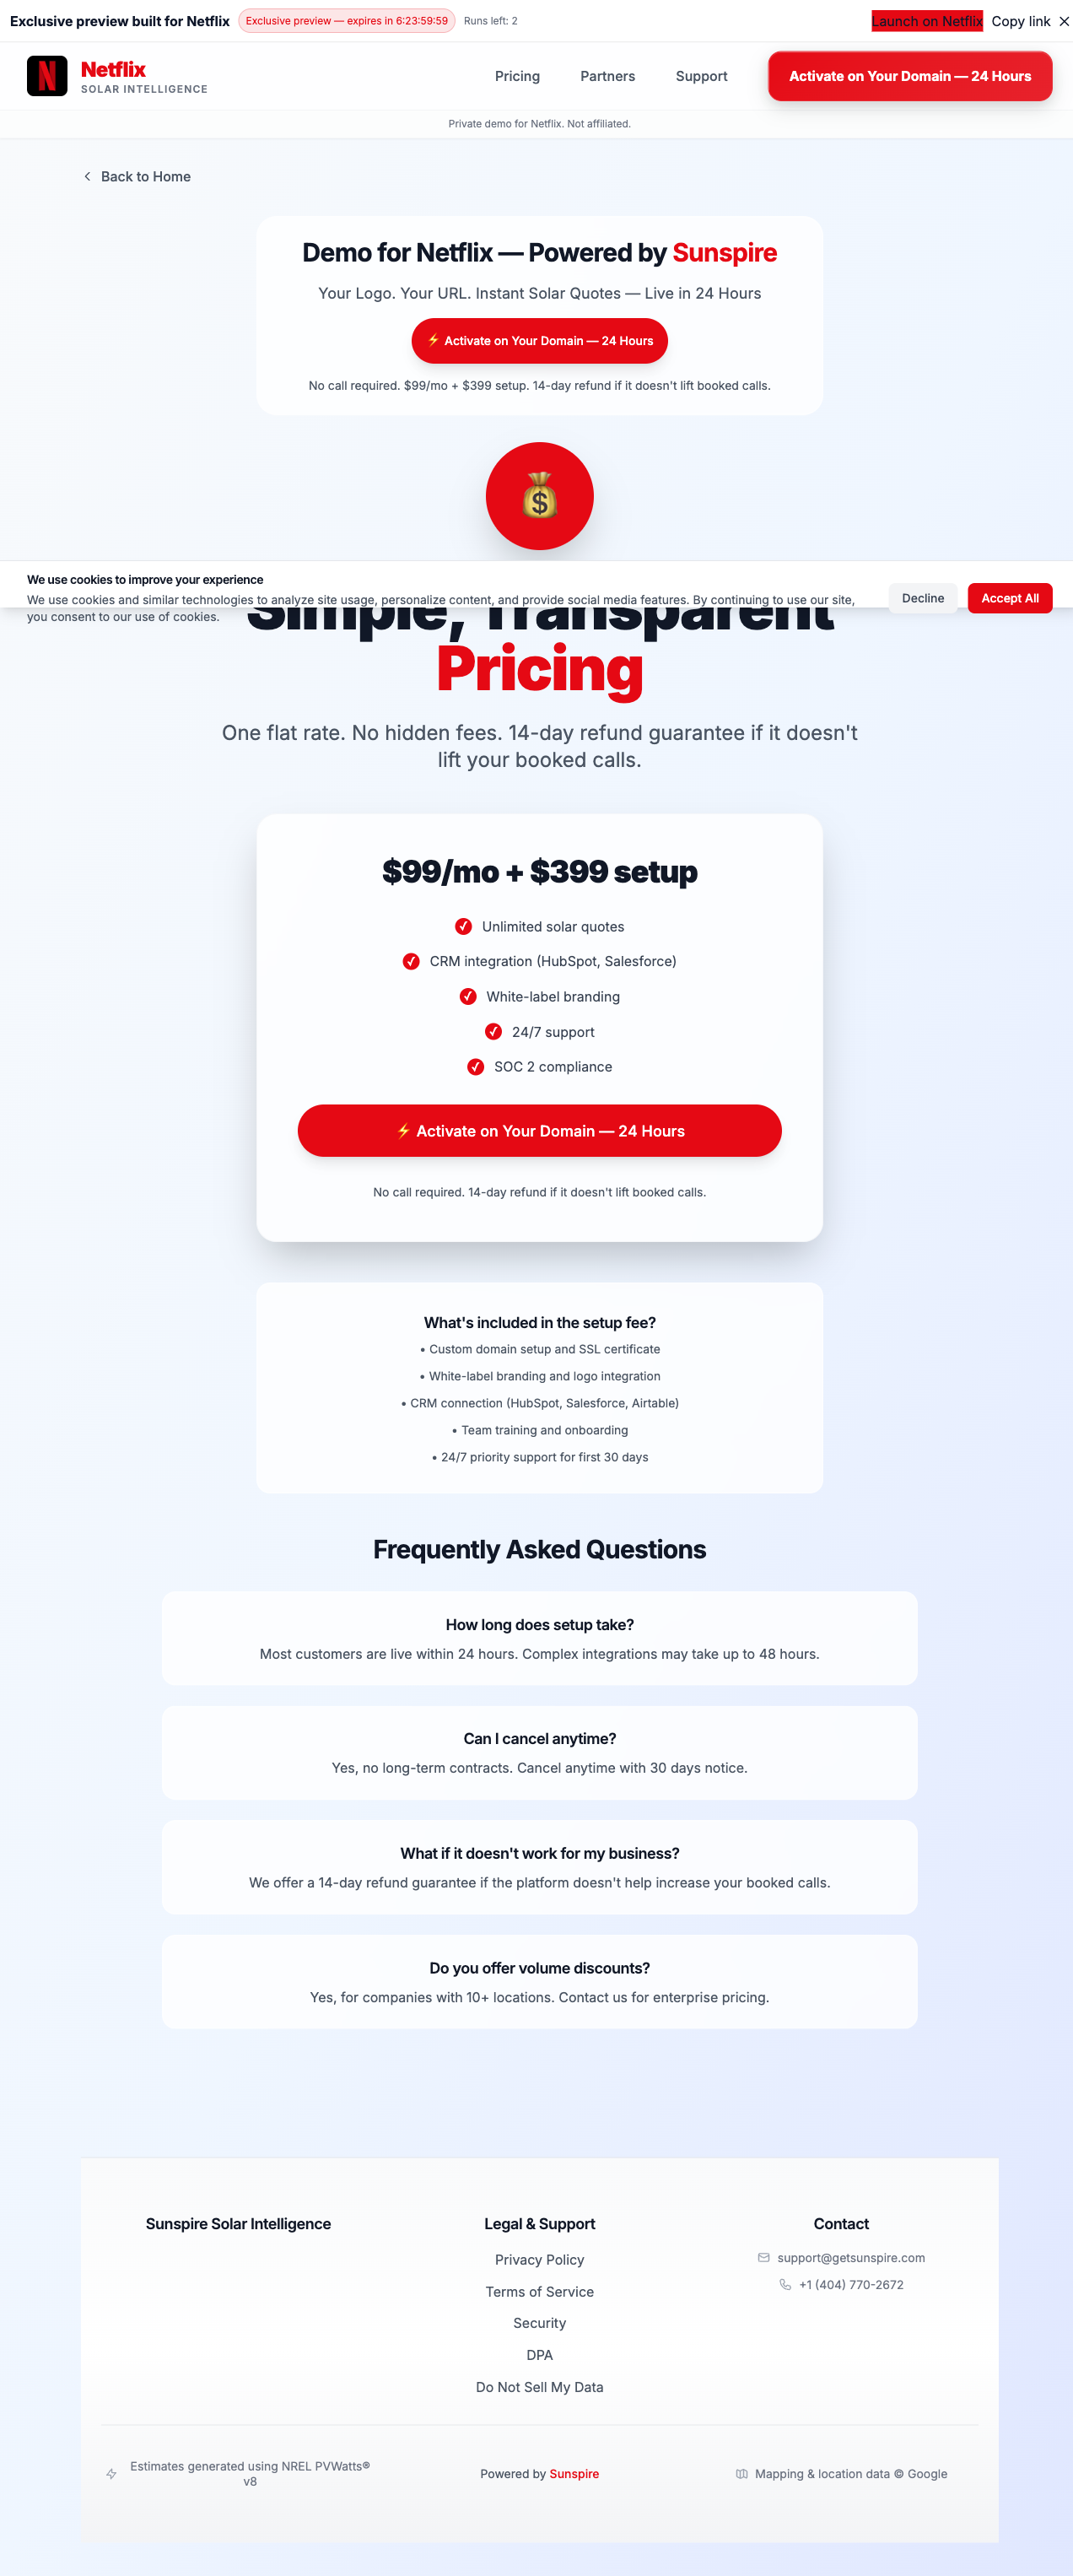 Exclusive preview built for Netflix
Exclusive preview — expires in 6:23:59:59
Runs left: 2
Launch on Netflix
Copy link
Netflix
SOLAR INTELLIGENCE
Pricing
Partners
Support
Activate on Your Domain — 24 Hours
Private demo for Netflix. Not affiliated.
Back to Home
Demo for Netflix — Powered by Sunspire
Your Logo. Your URL. Instant Solar Quotes — Live in 24 Hours
⚡ Activate on Your Domain — 24 Hours
No call required. $99/mo + $399 setup. 14-day refund if it doesn't lift booked calls.
We use cookies to improve your experience
We use cookies and similar technologies to analyze site usage, personalize content, and provide social media features. By continuing to use our site,
you consent to our use of cookies.
Decline
Accept All
Simple, Transparent
Pricing
One flat rate. No hidden fees. 14-day refund guarantee if it doesn't
lift your booked calls.
$99/mo + $399 setup
Unlimited solar quotes
CRM integration (HubSpot, Salesforce)
White-label branding
24/7 support
SOC 2 compliance
⚡ Activate on Your Domain — 24 Hours
No call required. 14-day refund if it doesn't lift booked calls.
What's included in the setup fee?
• Custom domain setup and SSL certificate
• White-label branding and logo integration
• CRM connection (HubSpot, Salesforce, Airtable)
• Team training and onboarding
• 24/7 priority support for first 30 days
Frequently Asked Questions
How long does setup take?
Most customers are live within 24 hours. Complex integrations may take up to 48 hours.
Can I cancel anytime?
Yes, no long-term contracts. Cancel anytime with 30 days notice.
What if it doesn't work for my business?
We offer a 14-day refund guarantee if the platform doesn't help increase your booked calls.
Do you offer volume discounts?
Yes, for companies with 10+ locations. Contact us for enterprise pricing.
Sunspire Solar Intelligence
Legal & Support
Privacy Policy
Terms of Service
Security
DPA
Do Not Sell My Data
Contact
support@getsunspire.com
+1 (404) 770-2672
Estimates generated using NREL PVWatts®
v8
Powered by Sunspire
Mapping & location data © Google